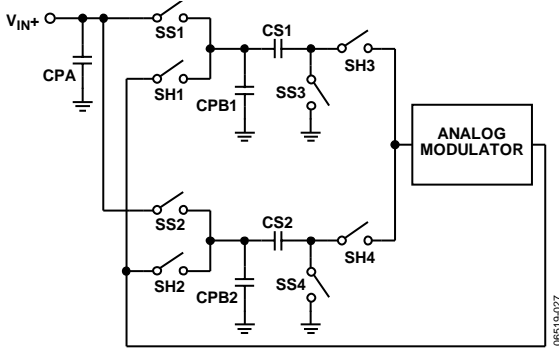 VIN+
SS1
CS1
SH3
CPA
SH1
CPB1
SS3
ANALOG
MODULATOR
SS2
CS2
SH4
SH2
CPB2
SS4
06519-027